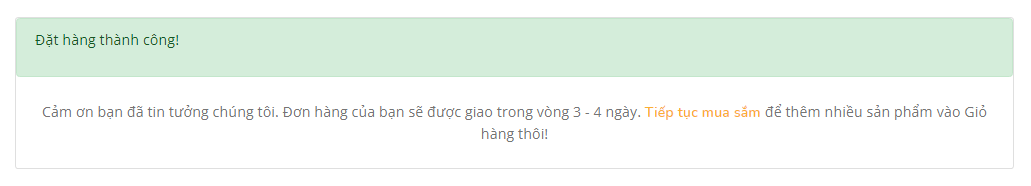 Đặt hàng thành công!
Cảm ơn bạn đã tin tưởng chúng tôi. Đơn hàng của bạn sẽ được giao trong vòng 3 - 4 ngày. Tiếp tục mua sắm để thêm nhiều sản phẩm vào Giỏ
hàng thôi!